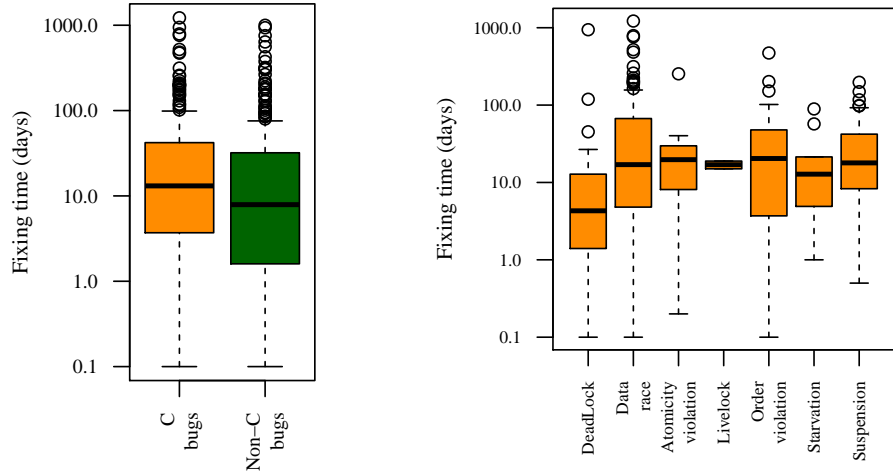 Fixing time (days)
1000.0
100.0
10.0
1.0
0.1
C
bugs
Non−C
bugs
Fixing time (days)
1000.0
100.0
10.0
1.0
0.1
DeadLock
Data
race
Atomicity
violation
Livelock
Order
violation
Starvation
Suspension